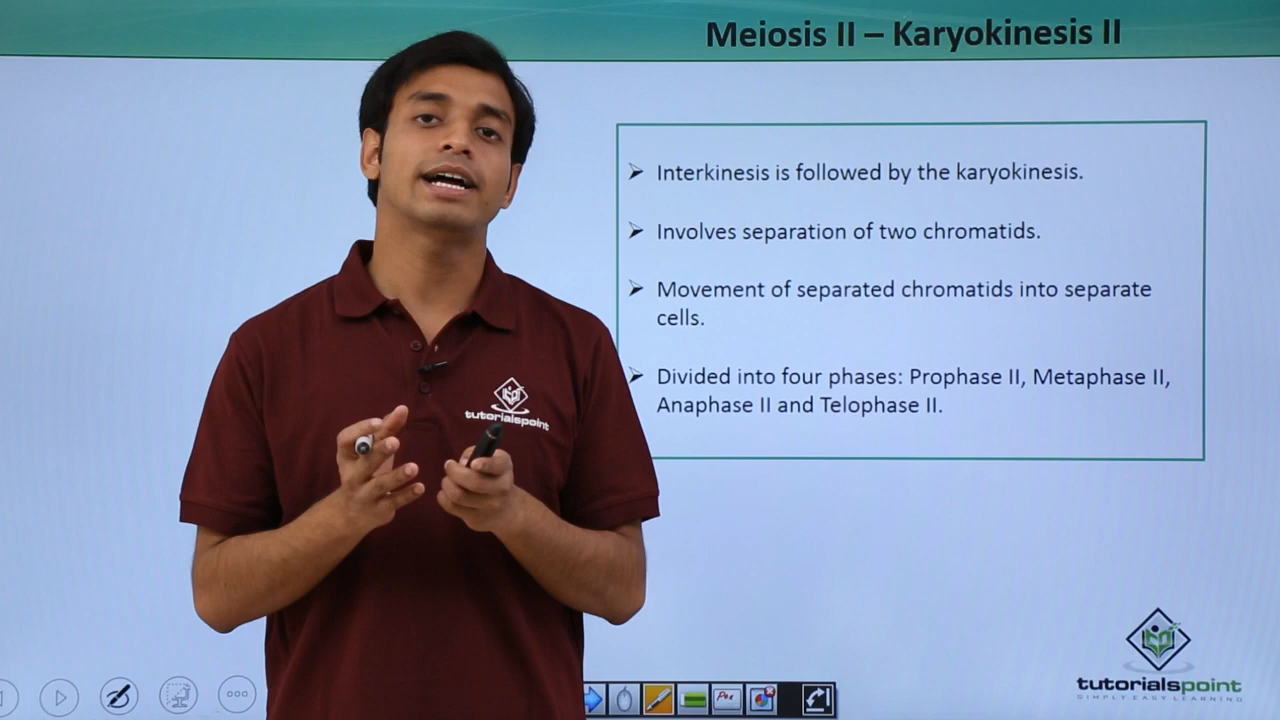 Meiosis II – Karyokinesis II
Interkinesis is followed by the karyokinesis.
Involves separation of two chromatids.
Movement of separated chromatids into separate
cells.
Divided into four phases: Prophase II, Metaphase II,
Anaphase II and Telophase II.
tutorialspoint
Pen
tutorialspoint
SIMPLY EASY LEARNING